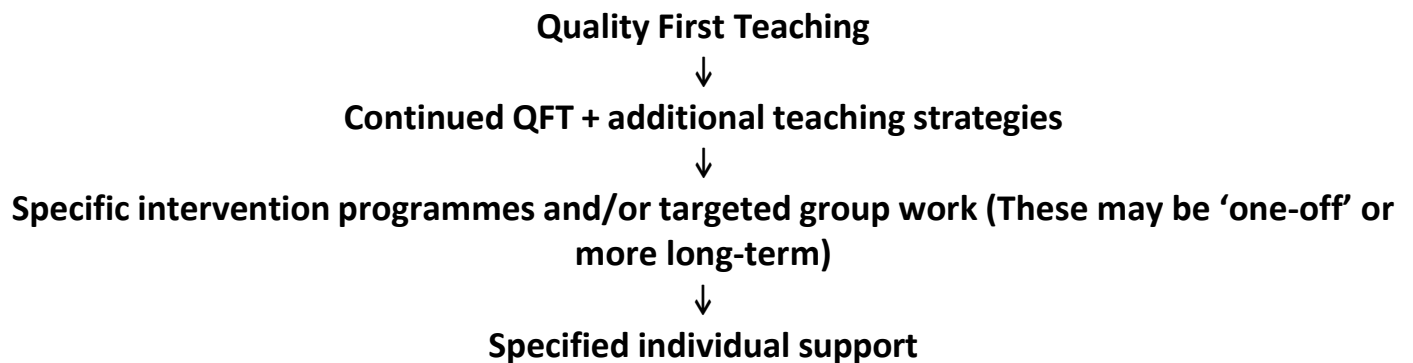 Quality First Teaching
↓
Continued QFT + additional teaching strategies
↓
Specific intervention programmes and/or targeted group work (These may be ‘one-off’ or
more long-term)
↓
Specified individual support